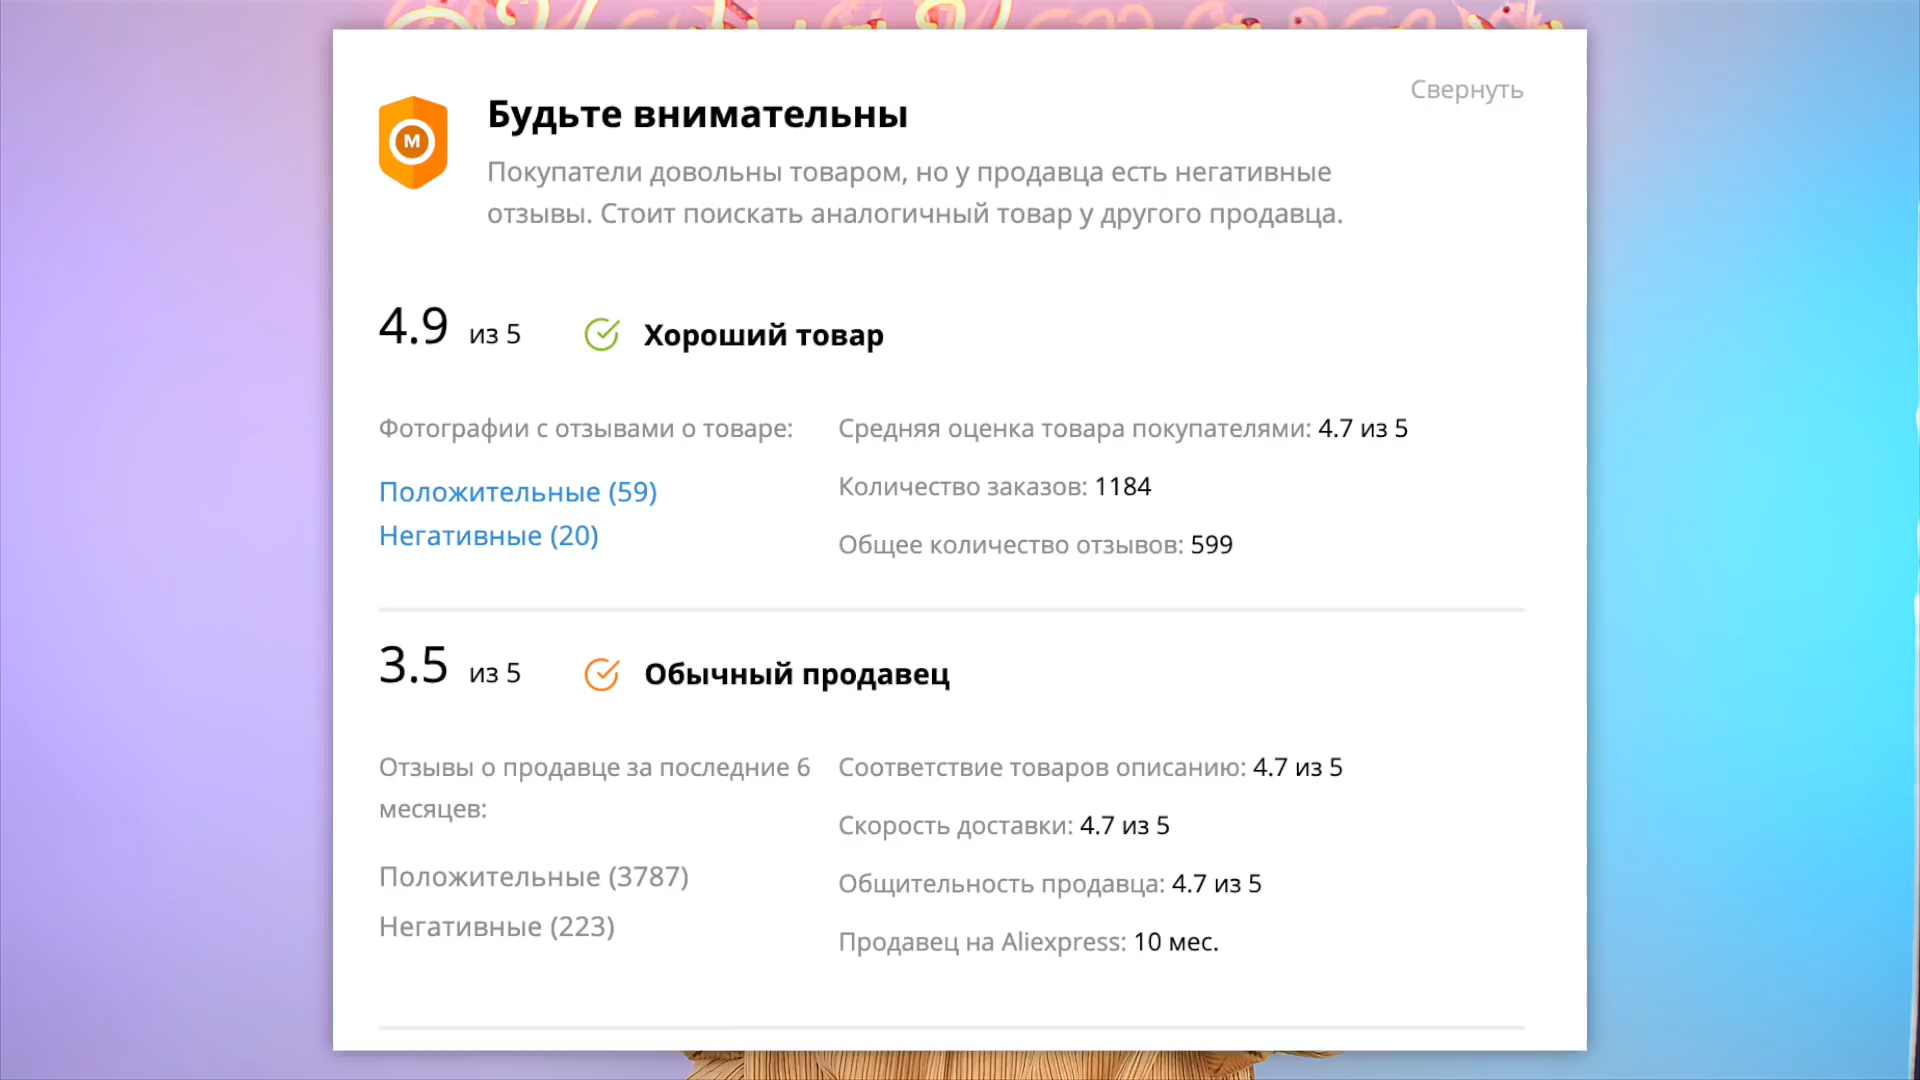 Свернуть
Будьте внимательны
M
Покупатели довольны товаром, но у продавца есть негативные
отзывы. Стоит поискать аналогичный товар у другого продавца.
4.9 из 5
Хороший товар
Фотографии с отзывами о товаре:
Положительные (59)
Негативные (20)
Средняя оценка товара покупателями: 4.7 из 5
Количество заказов: 1184
Общее количество отзывов: 599
3.5 из 5
Обычный продавец
Отзывы о продавце за последние 6
месяцев:
Положительные (3787)
Негативные (223)
Соответствие товаров описанию: 4.7 из 5
Скорость доставки: 4.7 из 5
Общительность продавца: 4.7 из 5
Продавец на Aliexpress: 10 мес.